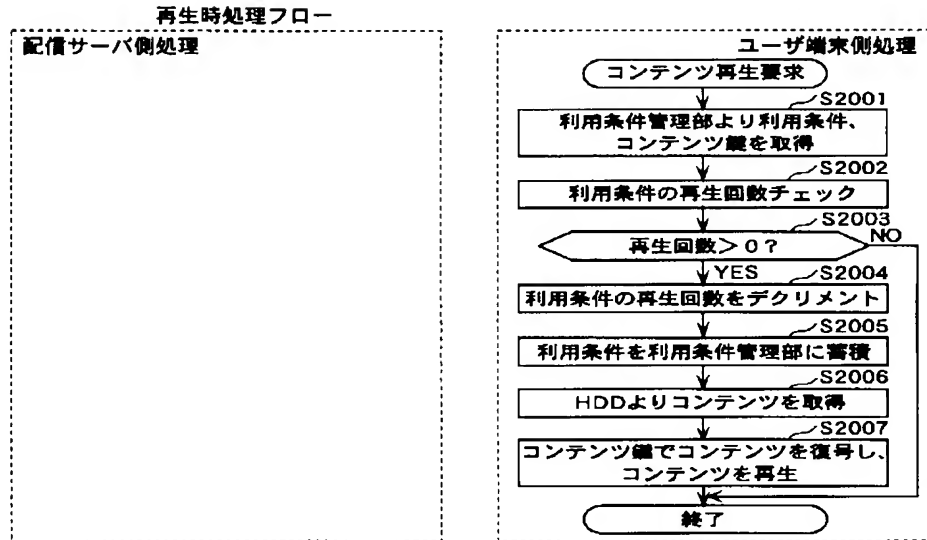 再生時処理フロー
配信サーバ側処理
ユーザ端末側処理
コンテンツ再生要求
S2001
利用条件管理部より利用条件、
コンテンツ鍵を取得
S2002
利用条件の再生回数チェック
S2003
再生回数＞0？
NO
YES
S2004
利用条件の再生回数をデクリメント
S2005
利用条件を利用条件管理部に蓄積
S2006
HDDよりコンテンツを取得
S2007
コンテンツ鍵でコンテンツを復号し、
コンテンツを再生
終了